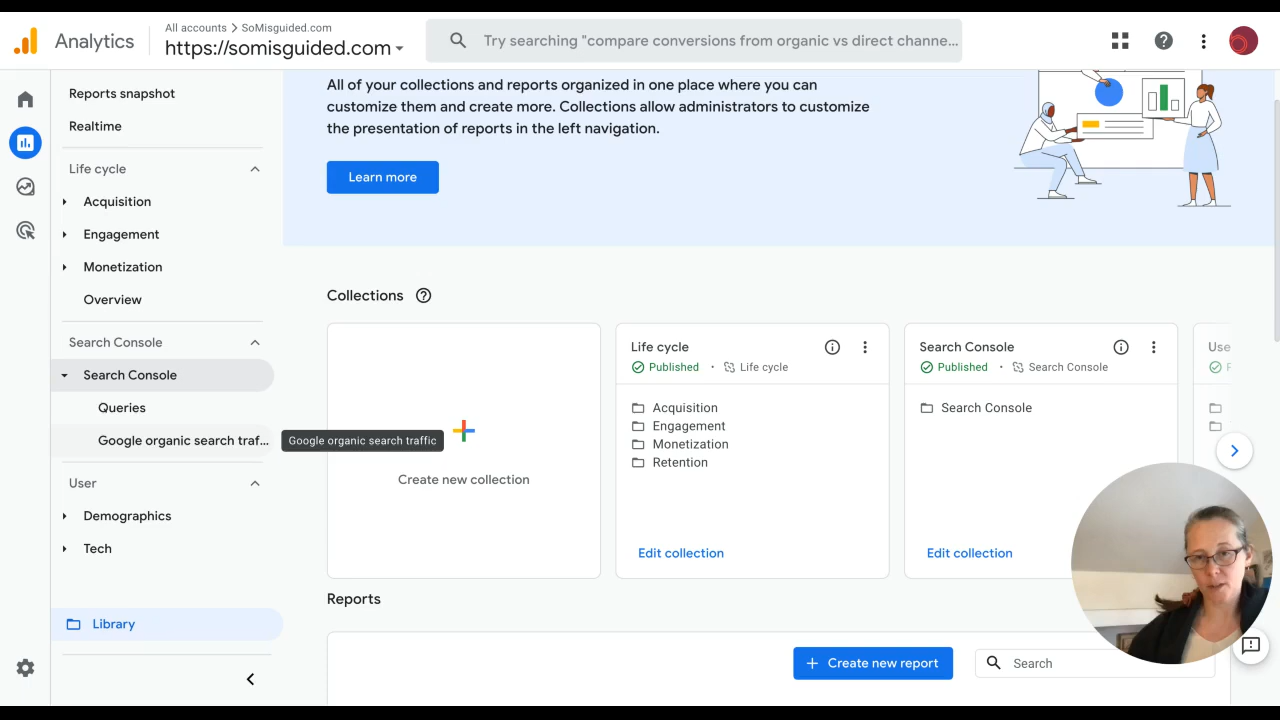 Analytics
All accounts > SoMisguided.com
https://somisguided.com
Try searching "compare conversions from organic vs direct channe...
Reports snapshot
Realtime
Life cycle
Acquisition
Engagement
Monetization
Overview
Search Console
Search Console
Queries
Google organic search traf...
Google organic search traffic
User
Demographics
Tech
Library
All of your collections and reports organized in one place where you can
customize them and create more. Collections allow administrators to customize
the presentation of reports in the left navigation.
Learn more
Collections
Create new collection
Life cycle
Published • Life cycle
Acquisition
Engagement
Monetization
Retention
Edit collection
Search Console
Published • Search Console
Search Console
Edit collection
Use
Reports
Create new report
Search